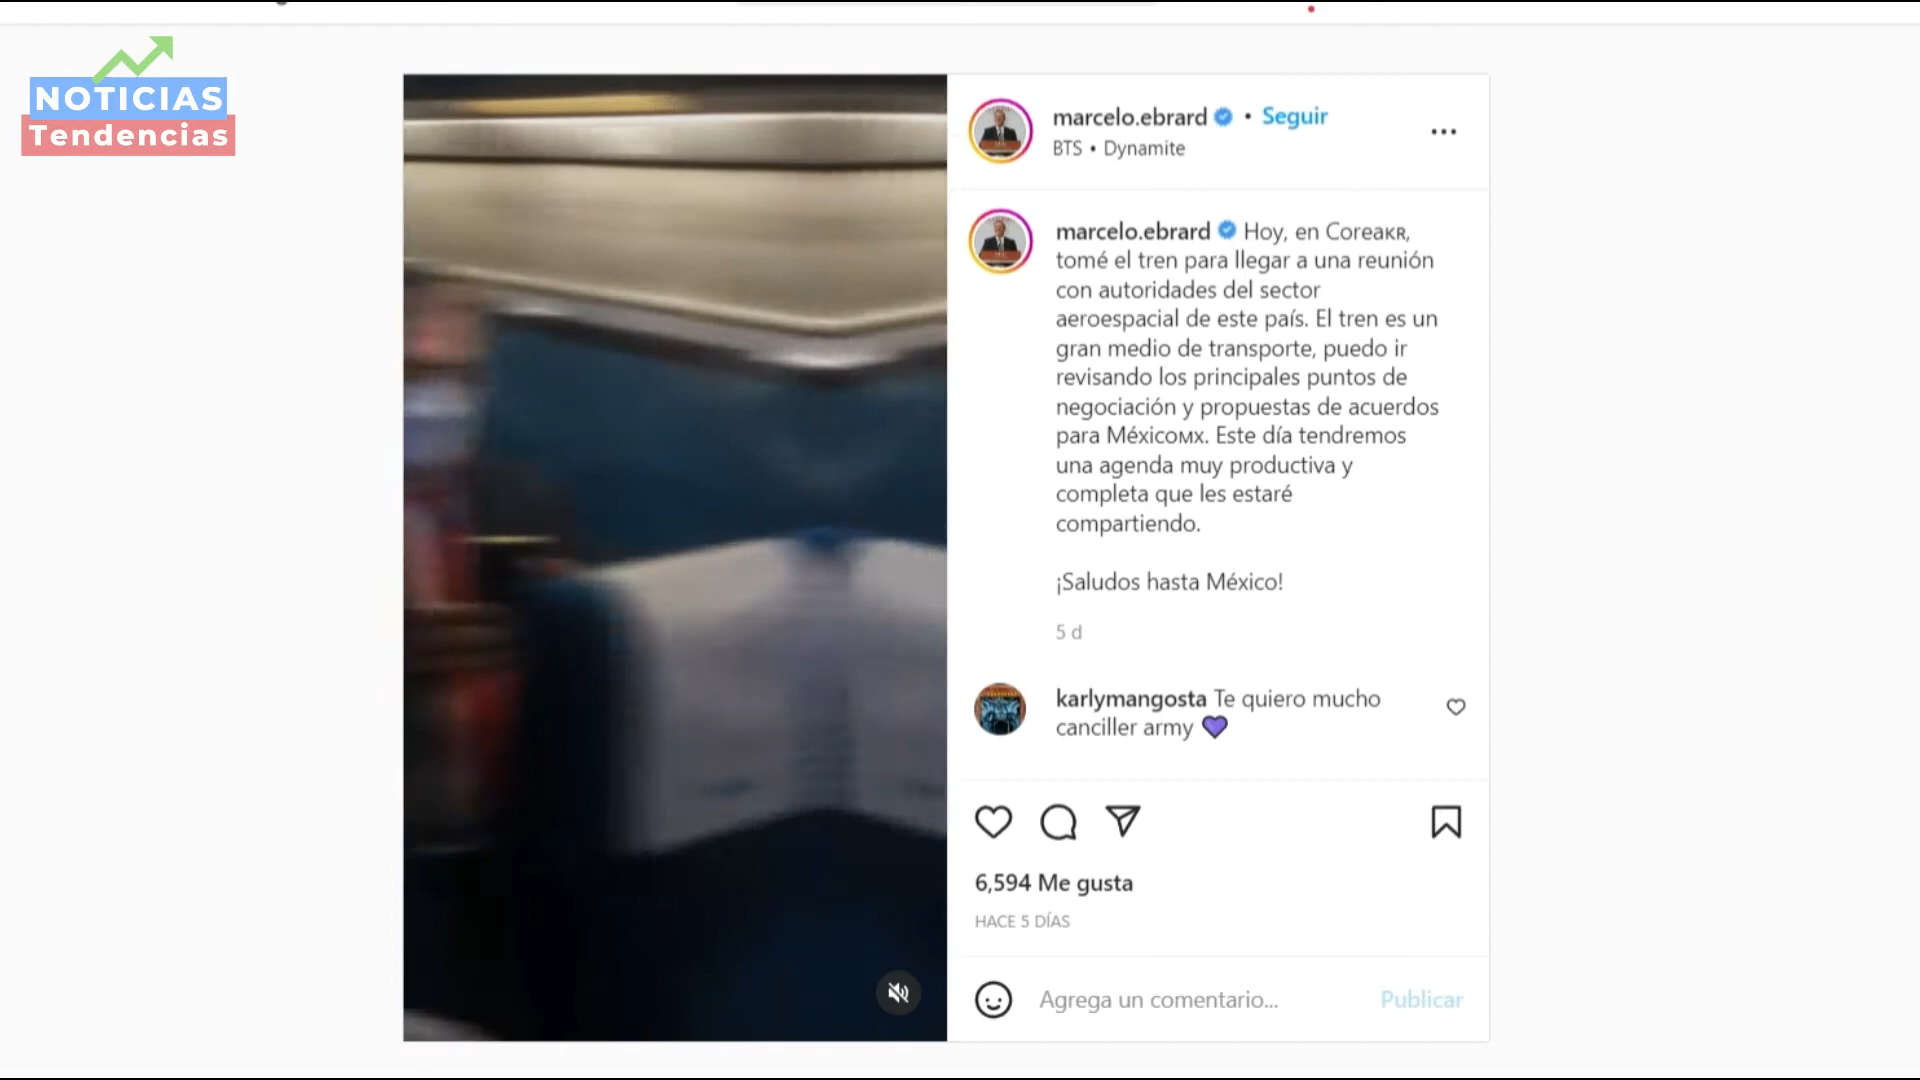 NOTICIAS
Tendencias
marcelo.ebrard • Seguir
BTS • Dynamite
marcelo.ebrard Hoy, en CoreaKR,
tomé el tren para llegar a una reunión
con autoridades del sector
aeroespacial de este país. El tren es un
gran medio de transporte, puedo ir
revisando los principales puntos de
negociación y propuestas de acuerdos
para MéxicoMX. Este día tendremos
una agenda muy productiva y
completa que les estaré
compartiendo.
¡Saludos hasta México!
5 d
karlymangosta Te quiero mucho
canciller army 💜
6,594 Me gusta
HACE 5 DÍAS
Agrega un comentario... Publicar